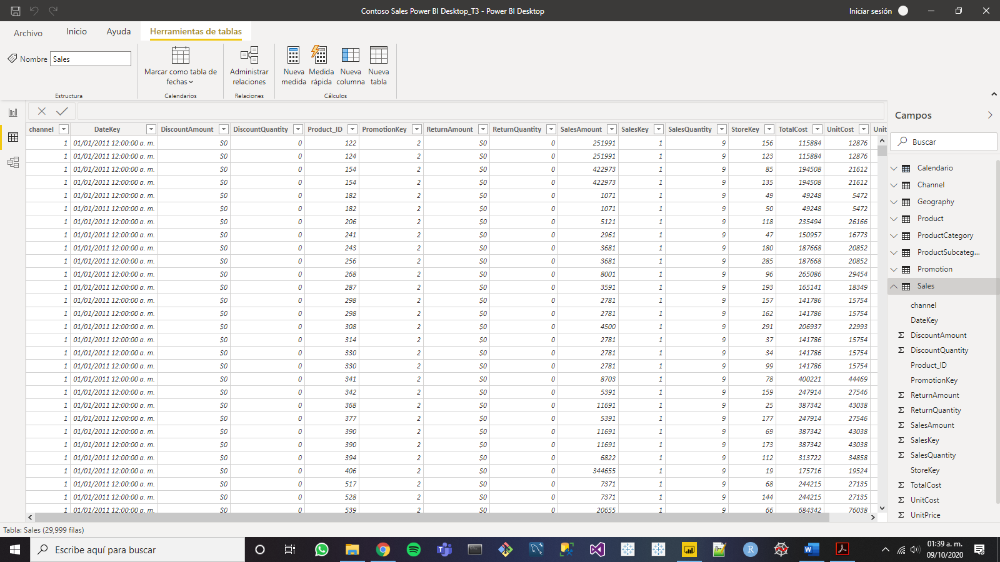 Contoso Sales Power BI Desktop_T3 - Power BI Desktop
Iniciar sesión
Archivo Inicio Ayuda Herramientas de tablas
Nombre Sales
Marcar como tabla de fechas
Administrar relaciones
Nueva medida
Medida rápida
Nueva columna
Nueva tabla
Estructura Calendarios Relaciones Cálculos
channel DateKey DiscountAmount DiscountQuantity Product_ID PromotionKey ReturnAmount ReturnQuantity SalesAmount SalesKey SalesQuantity StoreKey TotalCost UnitCost Unit
1 01/01/2011 12:00:00 a. m. $0 0 122 2 $0 0 251991 1 9 156 115884 12876
1 01/01/2011 12:00:00 a. m. $0 0 124 2 $0 0 251991 1 9 123 115884 12876
1 01/01/2011 12:00:00 a. m. $0 0 154 2 $0 0 422973 1 9 85 194508 21612
1 01/01/2011 12:00:00 a. m. $0 0 154 2 $0 0 422973 1 9 135 194508 21612
1 01/01/2011 12:00:00 a. m. $0 0 182 2 $0 0 1071 1 9 49 49248 5472
1 01/01/2011 12:00:00 a. m. $0 0 182 2 $0 0 1071 1 9 50 49248 5472
1 01/01/2011 12:00:00 a. m. $0 0 206 2 $0 0 5121 1 9 118 235494 26166
1 01/01/2011 12:00:00 a. m. $0 0 241 2 $0 0 2961 1 9 47 150957 16773
1 01/01/2011 12:00:00 a. m. $0 0 243 2 $0 0 3681 1 9 180 187668 20852
1 01/01/2011 12:00:00 a. m. $0 0 256 2 $0 0 3681 1 9 285 187668 20852
1 01/01/2011 12:00:00 a. m. $0 0 268 2 $0 0 8001 1 9 96 265086 29454
1 01/01/2011 12:00:00 a. m. $0 0 287 2 $0 0 3591 1 9 193 165141 18349
1 01/01/2011 12:00:00 a. m. $0 0 298 2 $0 0 2781 1 9 157 141786 15754
1 01/01/2011 12:00:00 a. m. $0 0 298 2 $0 0 2781 1 9 162 141786 15754
1 01/01/2011 12:00:00 a. m. $0 0 308 2 $0 0 4500 1 9 291 206937 22993
1 01/01/2011 12:00:00 a. m. $0 0 314 2 $0 0 2781 1 9 37 141786 15754
1 01/01/2011 12:00:00 a. m. $0 0 330 2 $0 0 2781 1 9 34 141786 15754
1 01/01/2011 12:00:00 a. m. $0 0 330 2 $0 0 2781 1 9 99 141786 15754
1 01/01/2011 12:00:00 a. m. $0 0 341 2 $0 0 8703 1 9 78 400221 44469
1 01/01/2011 12:00:00 a. m. $0 0 342 2 $0 0 5391 1 9 159 247914 27546
1 01/01/2011 12:00:00 a. m. $0 0 368 2 $0 0 11691 1 9 25 387342 43038
1 01/01/2011 12:00:00 a. m. $0 0 377 2 $0 0 5391 1 9 177 247914 27546
1 01/01/2011 12:00:00 a. m. $0 0 390 2 $0 0 11691 1 9 69 387342 43038
1 01/01/2011 12:00:00 a. m. $0 0 390 2 $0 0 11691 1 9 173 387342 43038
1 01/01/2011 12:00:00 a. m. $0 0 394 2 $0 0 6822 1 9 112 313722 34858
1 01/01/2011 12:00:00 a. m. $0 0 406 2 $0 0 344655 1 9 19 175716 19524
1 01/01/2011 12:00:00 a. m. $0 0 517 2 $0 0 7371 1 9 68 244215 27135
1 01/01/2011 12:00:00 a. m. $0 0 528 2 $0 0 7371 1 9 144 244215 27135
1 01/01/2011 12:00:00 a. m. $0 0 539 2 $0 0 20655 1 9 66 684342 76038
Campos
Buscar
Calendario
Channel
Geography
Product
ProductCategory
ProductSubcateg...
Promotion
Sales
channel
DateKey
Σ DiscountAmount
Σ DiscountQuantity
Product_ID
PromotionKey
Σ ReturnAmount
Σ ReturnQuantity
Σ SalesAmount
Σ SalesKey
Σ SalesQuantity
StoreKey
Σ TotalCost
Σ UnitCost
Σ UnitPrice
Tabla: Sales (29,999 filas)
Escribe aquí para buscar
01:39 a. m.
09/10/2020